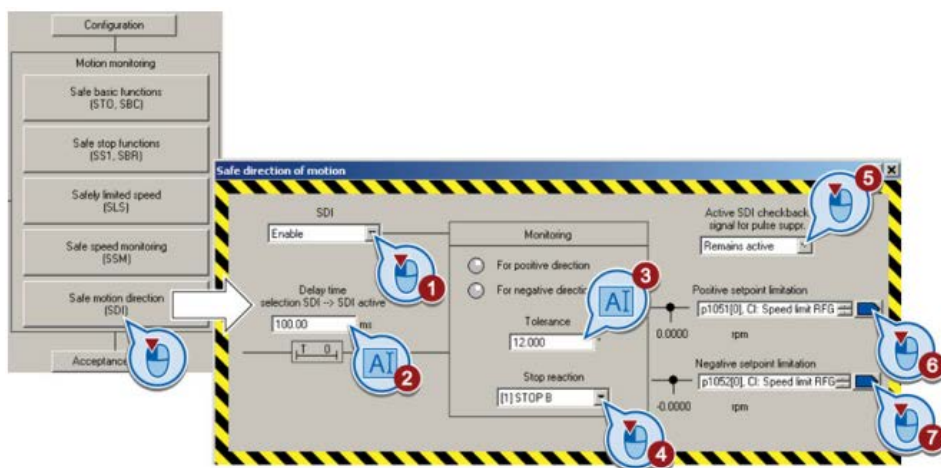 Configuration
Motion monitoring
Safe basic functions
(STO, SBC)
Safe stop functions
(SS1, SBR)
Safely limited speed
(SLS)
Safe speed monitoring
(SSM)
Safe motion direction
(SDI)
Acceptance
Safe direction of motion
SDI
Enable
1
Delay time
selection SDI --> SDI active
100.00
ms
T 0
AI
2
Monitoring
For positive direction
For negative direction
AI
3
Tolerance
12.000
°
Stop reaction
[1] STOP B
4
5
Active SDI checkback
signal for pulse suppr.
Remains active
Positive setpoint limitation
p1051[0], CI: Speed limit RFG
0.0000
rpm
6
Negative setpoint limitation
p1052[0], CI: Speed limit RFG
-0.0000
rpm
7